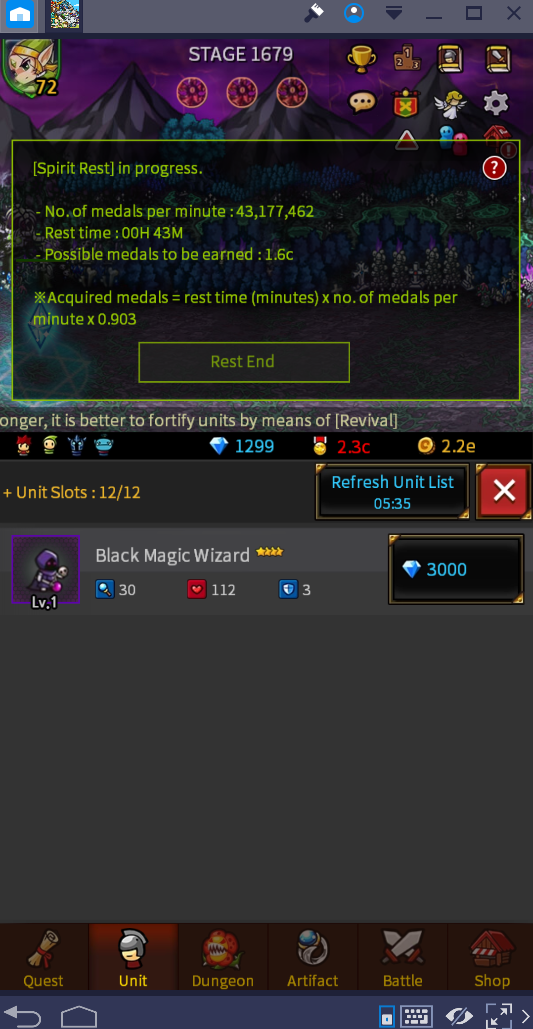 STAGE 1679
72
1
2
3
[Spirit Rest] in progress.
?
- No. of medals per minute : 43,177,462
- Rest time : 00H 43M
- Possible medals to be earned : 1.6c
※Acquired medals = rest time (minutes) x no. of medals per
minute x 0.903
Rest End
onger, it is better to fortify units by means of [Revival]
1299
2.3c
2.2e
+ Unit Slots : 12/12
Refresh Unit List
05:35
Black Magic Wizard
3000
30
112
3
Lv.1
Quest
Unit
Dungeon
Artifact
Battle
Shop